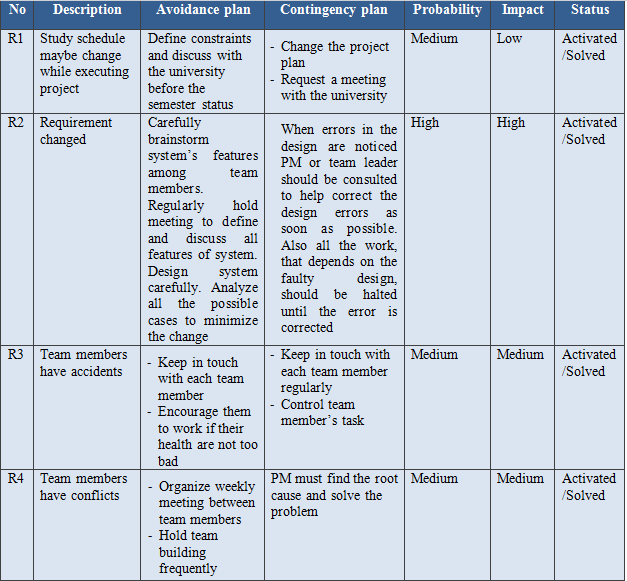 No Description Avoidance plan Contingency plan Probability Impact Status
R1
Study schedule
maybe change
while executing
project
Define constraints
and discuss with
the university
before the
semester status
- Change the project
plan
- Request a meeting
with the university
Medium
Low
Activated
/Solved
R2
Requirement
changed
Carefully
brainstorm
system's features
among team
members.
Regularly hold
meeting to define
and discuss all
features of system.
Design system
carefully. Analyze
all the possible
cases to minimize
the change
When errors in the
design are noticed
PM or team leader
should be consulted
to help correct the
design errors as
soon as possible.
Also all the work,
that depends on the
faulty design,
should be halted
until the error is
corrected
High
High
Activated
/Solved
R3
Team members
have accidents
- Keep in touch
with each team
member
- Encourage them
to work if their
health are not too
bad
- Keep in touch with
each team member
regularly
- Control team
member's task
Medium
Medium
Activated
/Solved
R4
Team members
have conflicts
- Organize weekly
meeting between
team members
- Hold team
building
frequently
PM must find the root
cause and solve the
problem
Medium
Medium
Activated
/Solved